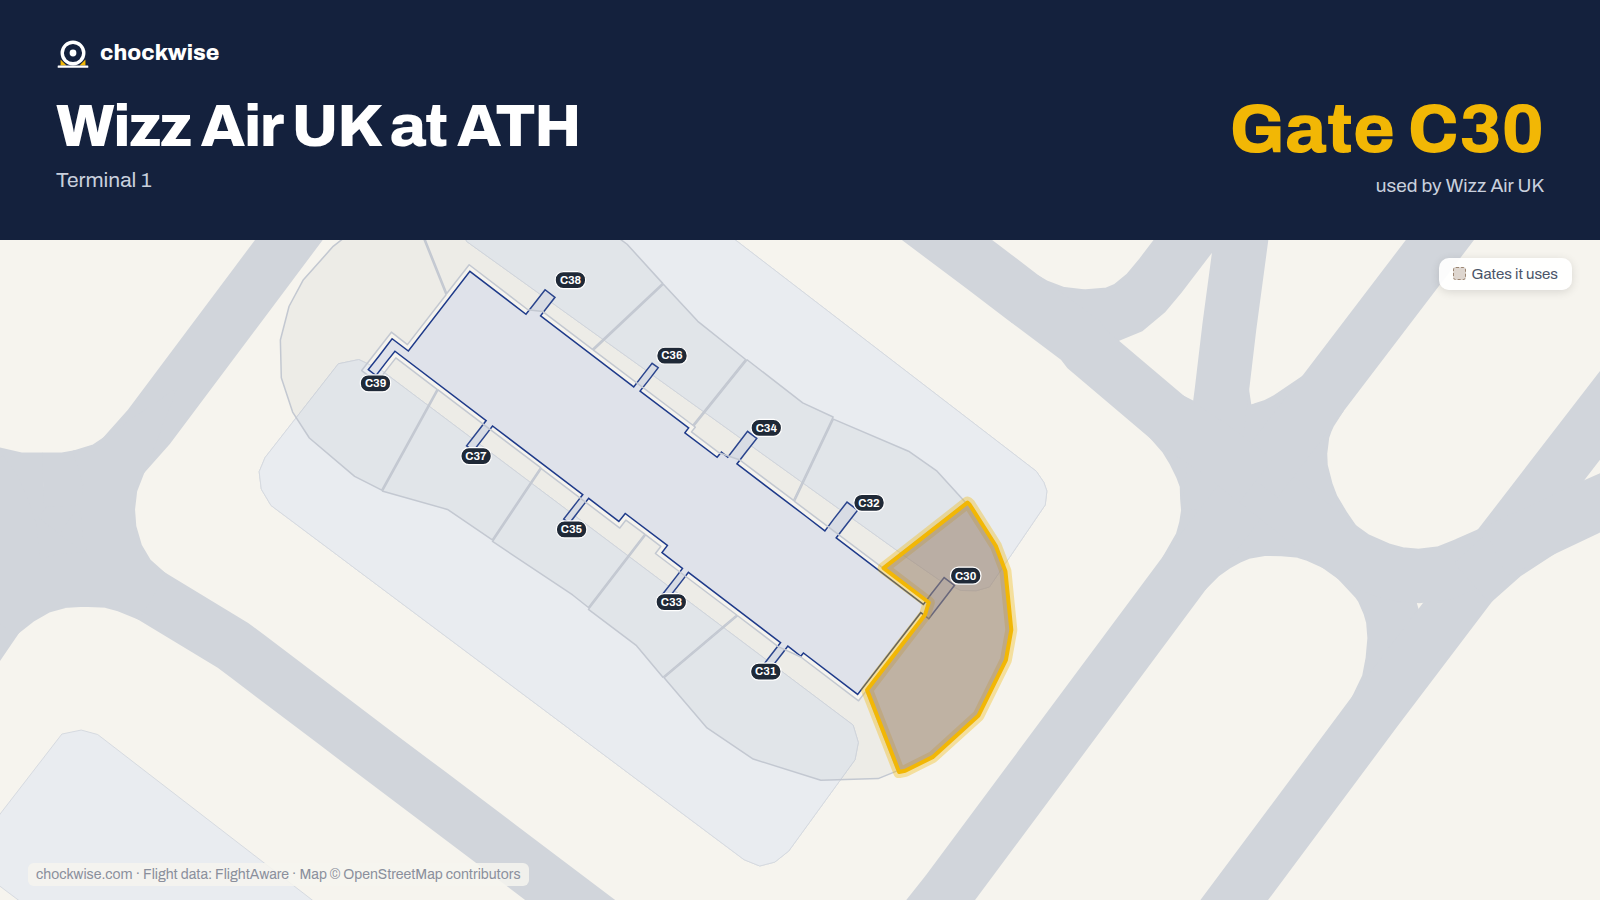 chockwise
Wizz Air UK at ATH
Terminal 1
Gate C30
used by Wizz Air UK
Gates it uses
C38
C36
C39
C34
C37
C32
C35
C30
C33
C31
chockwise.com · Flight data: FlightAware · Map © OpenStreetMap contributors